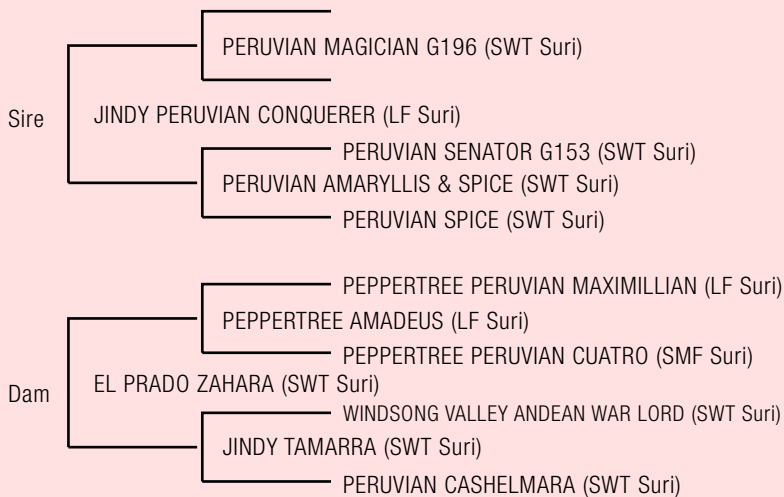 PERUVIAN MAGICIAN G196 (SWT Suri)
Sire
JINDY PERUVIAN CONQUERER (LF Suri)
PERUVIAN SENATOR G153 (SWT Suri)
PERUVIAN AMARYLLIS & SPICE (SWT Suri)
PERUVIAN SPICE (SWT Suri)
PEPPERTREE PERUVIAN MAXIMILLIAN (LF Suri)
PEPPERTREE AMADEUS (LF Suri)
PEPPERTREE PERUVIAN CUATRO (SMF Suri)
Dam
EL PRADO ZAHARA (SWT Suri)
WINDSONG VALLEY ANDEAN WAR LORD (SWT Suri)
JINDY TAMARRA (SWT Suri)
PERUVIAN CASHELMARA (SWT Suri)